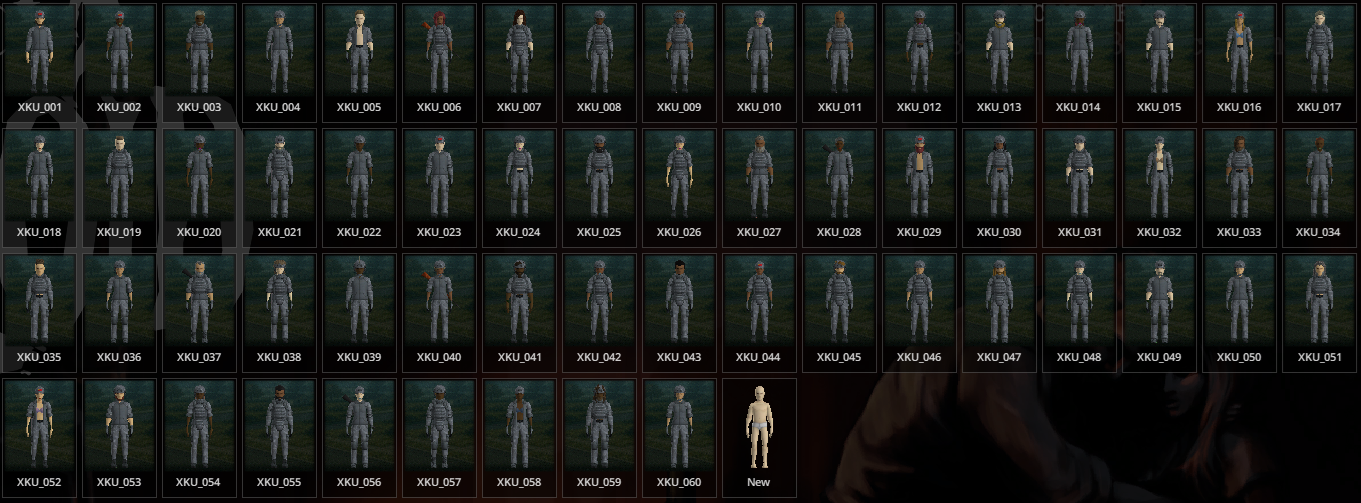 XKU_001 XKU_002 XKU_003 XKU_004 XKU_005 XKU_006 XKU_007 XKU_008 XKU_009 XKU_010 XKU_011 XKU_012 XKU_013 XKU_014 XKU_015 XKU_016 XKU_017
XKU_018 XKU_019 XKU_020 XKU_021 XKU_022 XKU_023 XKU_024 XKU_025 XKU_026 XKU_027 XKU_028 XKU_029 XKU_030 XKU_031 XKU_032 XKU_033 XKU_034
XKU_035 XKU_036 XKU_037 XKU_038 XKU_039 XKU_040 XKU_041 XKU_042 XKU_043 XKU_044 XKU_045 XKU_046 XKU_047 XKU_048 XKU_049 XKU_050 XKU_051
XKU_052 XKU_053 XKU_054 XKU_055 XKU_056 XKU_057 XKU_058 XKU_059 XKU_060 New